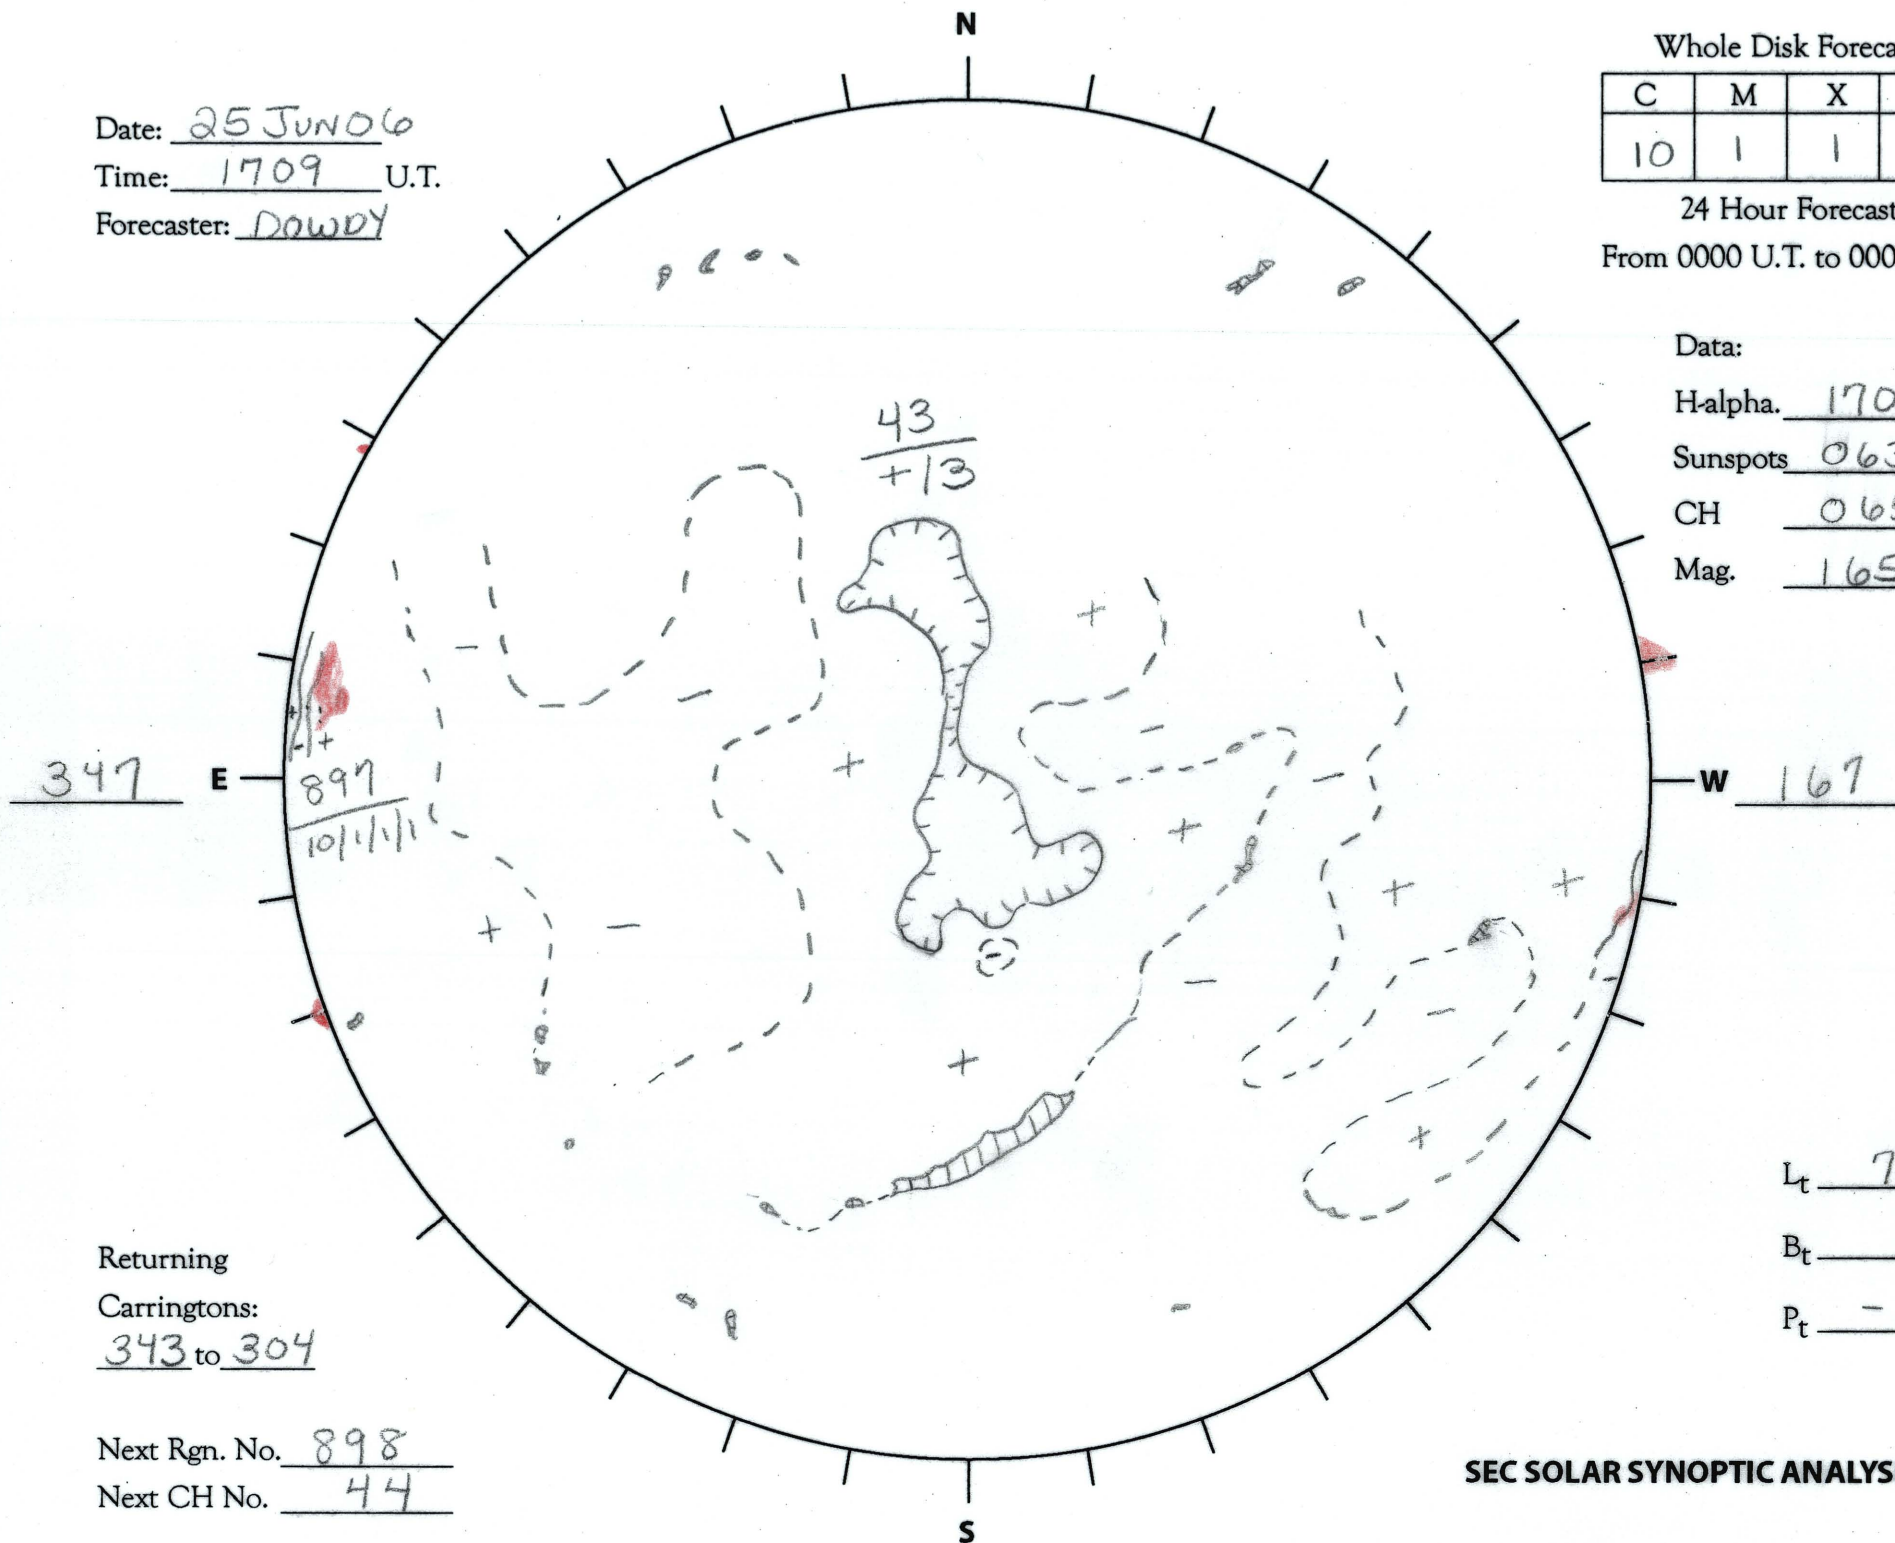 N
Date: 25 JUN 06
Time: 1709 U.T.
Forecaster: DOWDY
Whole Disk Foreca
C M X
10 1 1
24 Hour Forecast
From 0000 U.T. to 000
Data:
H-alpha. 170
Sunspots 063
CH 065
Mag. 165
43
+13
347 E
897
10/1/1/1
W 167
Lt 7
Bt
Pt -
Returning
Carringtons:
343 to 304
Next Rgn. No. 898
Next CH No. 44
SEC SOLAR SYNOPTIC ANALYS
S